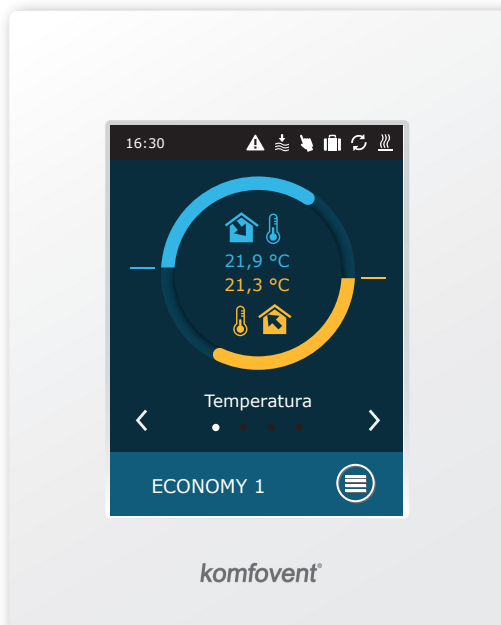 16:30
21,9 °C
21,3 °C
Temperatura
ECONOMY 1
komfovent®